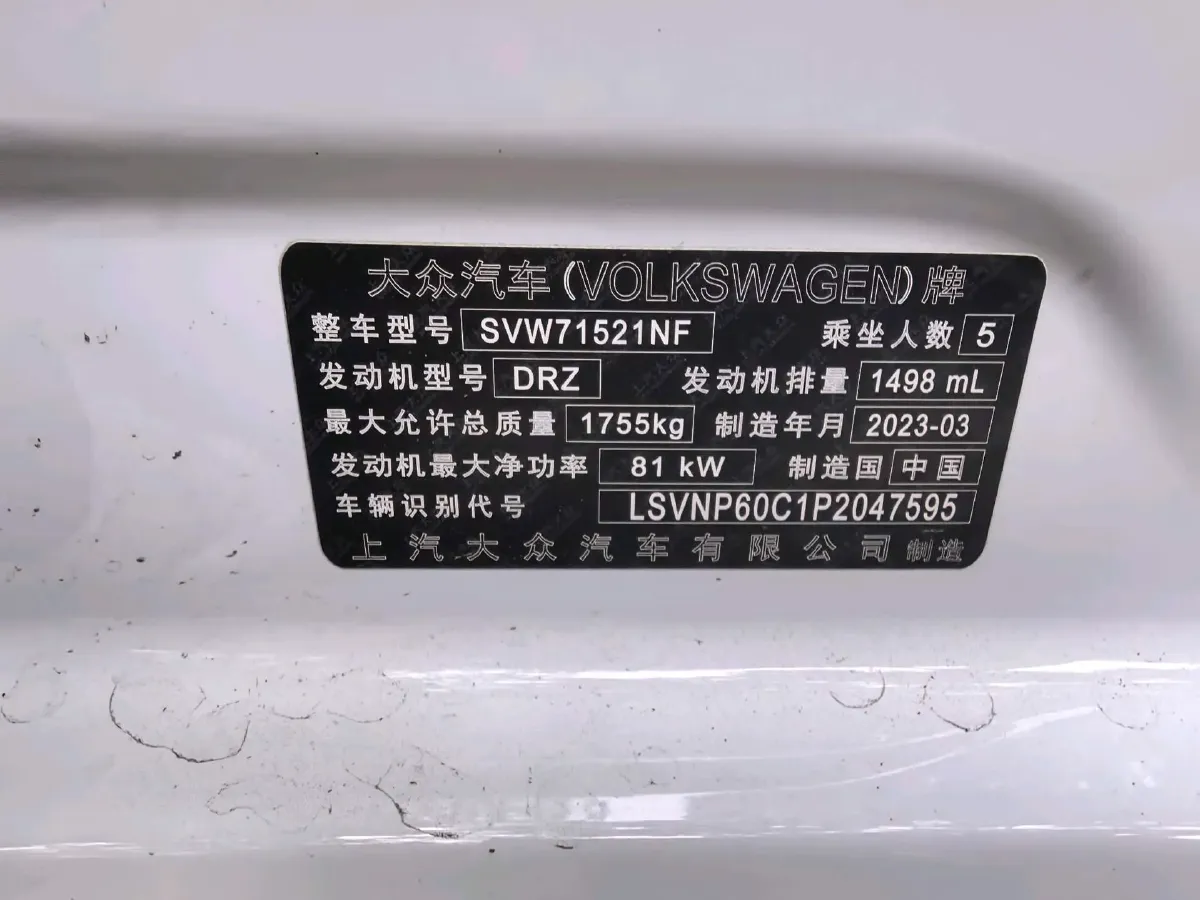 大众汽车(VOLKSWAGEN)牌
整车型号 SVW71521NF 乘坐人数 5
发动机型号 DRZ 发动机排量 1498 mL
最大允许总质量 1755kg 制造年月 2023-03
发动机最大净功率 81 kW 制造国 中国
车辆识别代号 LSVNP60C1P2047595
上汽大众汽车有限公司 制造